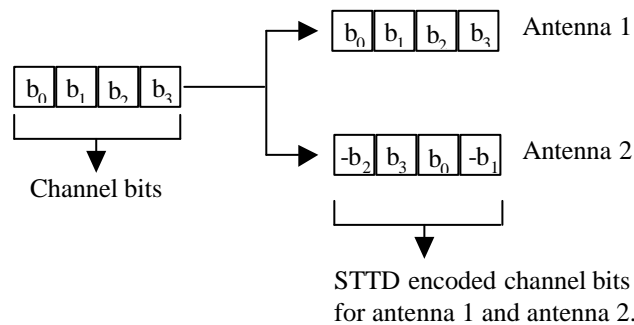 b₀ b₁ b₂ b₃ Antenna 1
b₀ b₁ b₂ b₃
-b₂ b₃ b₀ -b₁ Antenna 2
Channel bits
STTD encoded channel bits
for antenna 1 and antenna 2.